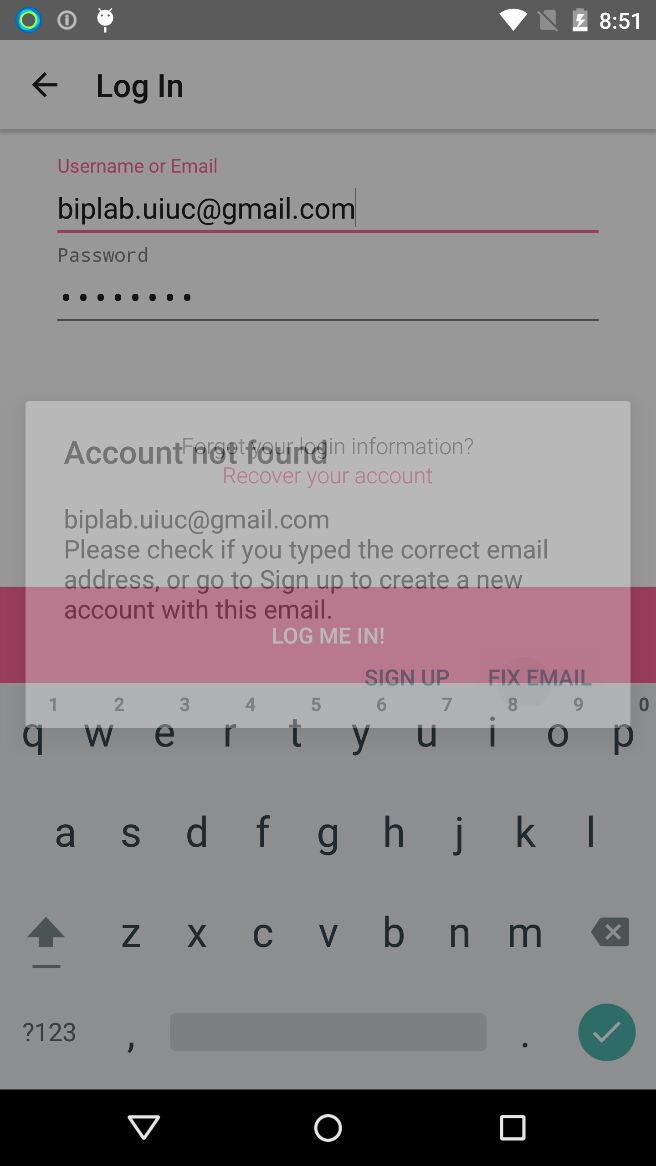 8:51
Log In
Username or Email
biplab.uiuc@gmail.com
Password
••••••••
Forgot your login information?
Account not found
Recover your account
biplab.uiuc@gmail.com
Please check if you typed the correct email
address, or go to Sign up to create a new
account with this email.
LOG ME IN!
SIGN UP FIX EMAIL
1 2 3 4 5 6 7 8 9 0
q w e r t y u i o p
a s d f g h j k l
z x c v b n m
?123 , .